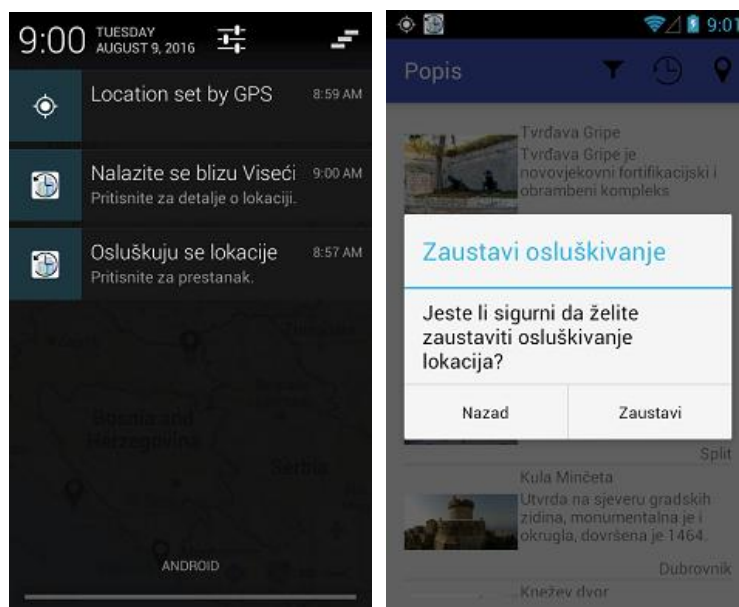 9:00 TUESDAY
AUGUST 9, 2016
Location set by GPS 8:59 AM
Nalazite se blizu Viseći 9:00 AM
Pritisnite za detalje o lokaciji.
Osluškuju se lokacije 8:57 AM
Pritisnite za prestanak.
Bosnia and
Herzegovina
Serbia
ANDROID
9:01
Popis
Tvrđava Gripe
Tvrđava Gripe je
novovjekovni fortifikacijski i
obrambeni kompleks
Zaustavi osluškivanje
Jeste li sigurni da želite
zaustaviti osluškivanje
lokacija?
Nazad Zaustavi
Split
Kula Minčeta
Utvrda na sjeveru gradskih
zidina, monumentalna je i
okrugla, dovršena je 1464.
Dubrovnik
Knežev dvor